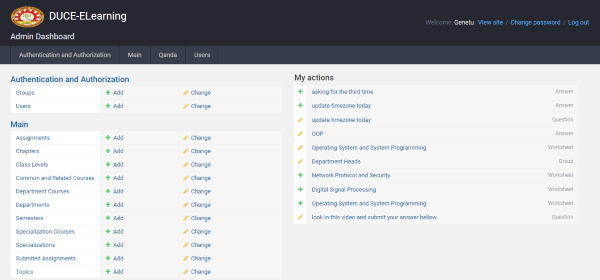 DUCE-ELearning
Welcome, Genetu View site / Change password / Log out
Admin Dashboard
Authentication and Authorization Main Qanda Users
Authentication and Authorization
Groups Add Change
Users Add Change
Main
Assignments Add Change
Chapters Add Change
Class Levels Add Change
Common and Related Courses Add Change
Department Courses Add Change
Departments Add Change
Semesters Add Change
Specialization Courses Add Change
Specializations Add Change
Submited Assignments Add Change
Topics Add Change
My actions
asking for the third time Answer
update timezone today Answer
update timezone today Question
OOP Answer
Operating System and System Programming Worksheet
Department Heads Group
Network Protocol and Security Worksheet
Digital Signal Processing Worksheet
Operating System and System Programming Worksheet
look in this video and submit your answer bellow Question